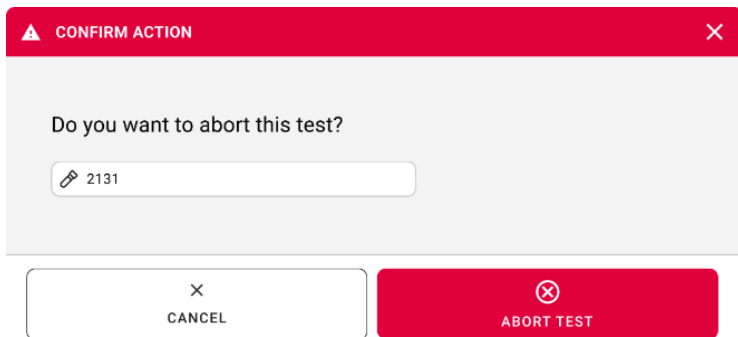 CONFIRM ACTION
Do you want to abort this test?
2131
CANCEL
ABORT TEST